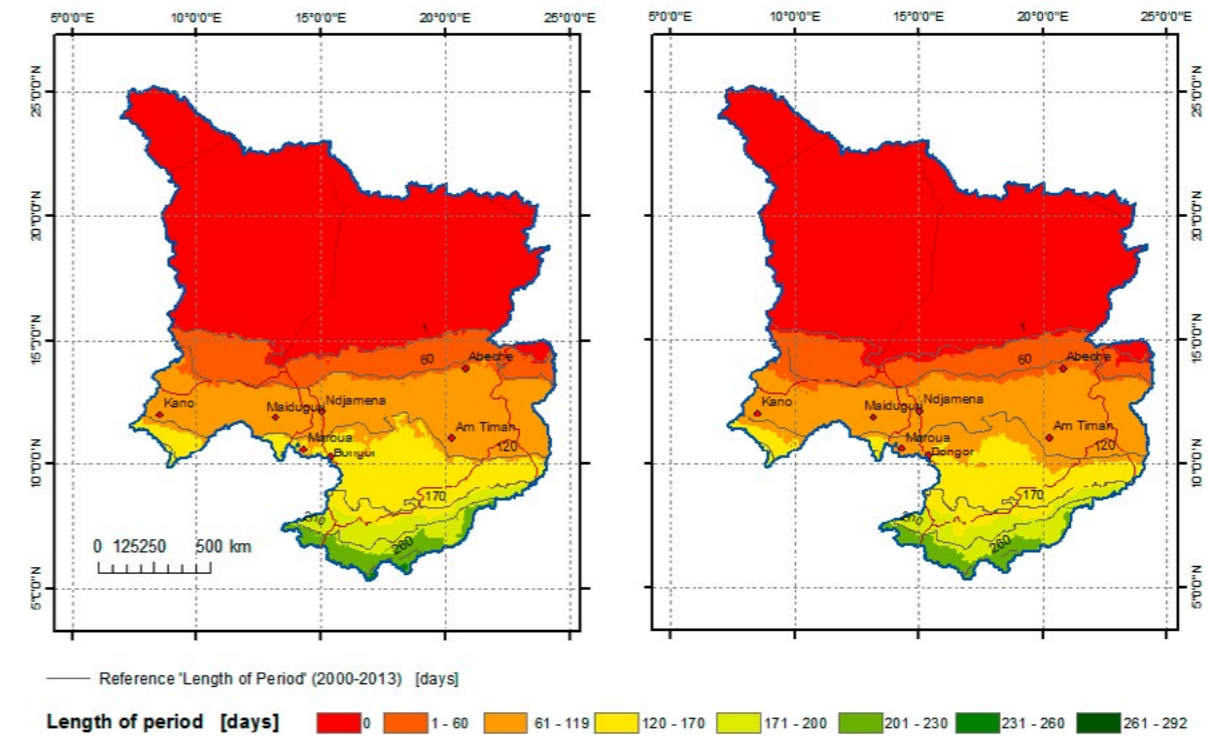 5°0'0"E 10°0'0"E 15°0'0"E 20°0'0"E 25°0'0"E
5°0'0"E 10°0'0"E 15°0'0"E 20°0'0"E 25°0'0"E
25°0'0"N
20°0'0"N
15°0'0"N
10°0'0"N
5°0'0"N
1
60
Abeche
Kano
Maiduguri
Ndjamena
Maroua
Am Timan
120
170
260
0 125250 500 km
1
60
Abeche
Kano
Maiduguri
Ndjamena
Maroua
Bongor
Am Timan
120
170
260
25°0'0"N
20°0'0"N
15°0'0"N
10°0'0"N
5°0'0"N
Reference 'Length of Period' (2000-2013) [days]
Length of period [days] 0 1 - 60 61 - 119 120 - 170 171 - 200 201 - 230 231 - 260 261 - 292